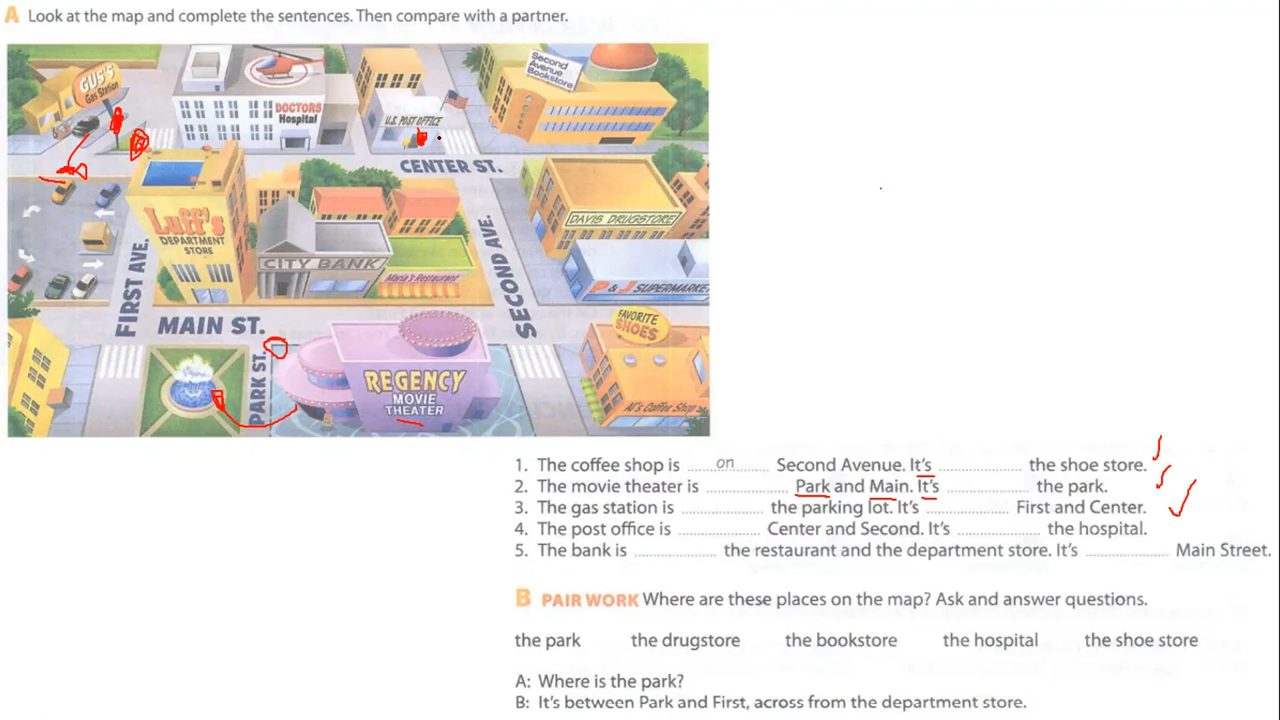 A Look at the map and complete the sentences. Then compare with a partner.
GUS'S
Gas Station
DOCTORS
Hospital
U.S. POST OFFICE
Second
Avenue
Bookstore
CENTER ST.
Luff's
DEPARTMENT
STORE
CITY BANK
Maria's Restaurant
DAVIS DRUGSTORE
P & J SUPERMARKET
FIRST AVE.
SECOND AVE.
MAIN ST.
PARK ST.
REGENCY
MOVIE
THEATER
FAVORITE
SHOES
Al's Coffee Shop
1. The coffee shop is ....on.... Second Avenue. It's .................... the shoe store.
2. The movie theater is .................... Park and Main. It's .................... the park.
3. The gas station is .................... the parking lot. It's .................... First and Center.
4. The post office is .................... Center and Second. It's .................... the hospital.
5. The bank is .................... the restaurant and the department store. It's .................... Main Street.
B PAIR WORK Where are these places on the map? Ask and answer questions.
the park the drugstore the bookstore the hospital the shoe store
A: Where is the park?
B: It's between Park and First, across from the department store.